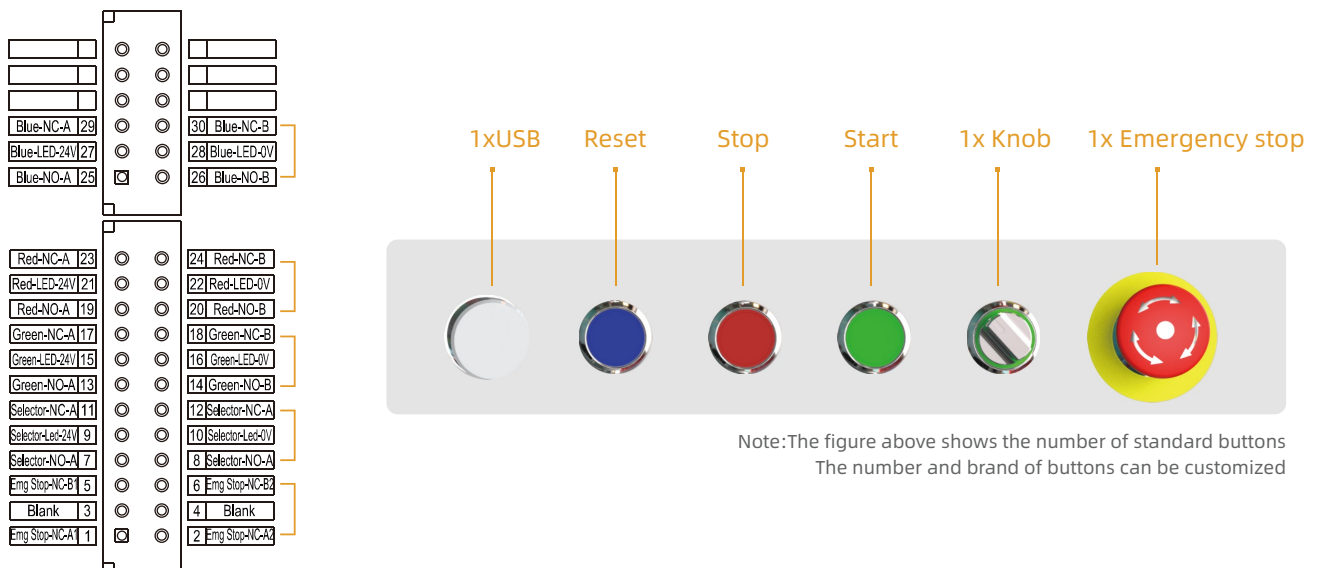 Blue-NC-A 29
30 Blue-NC-B
Blue-LED-24V 27
28 Blue-LED-0V
Blue-NO-A 25
26 Blue-NO-B
Red-NC-A 23
24 Red-NC-B
Red-LED-24V 21
22 Red-LED-0V
Red-NO-A 19
20 Red-NO-B
Green-NC-A 17
18 Green-NC-B
Green-LED-24V 15
16 Green-LED-0V
Green-NO-A 13
14 Green-NO-B
Selector-NC-A 11
12 Selector-NC-A
Selector-Led-24V 9
10 Selector-Led-0V
Selector-NO-A 7
8 Selector-NO-A
Emg Stop-NC-B1 5
6 Emg Stop-NC-B2
Blank 3
4 Blank
Emg Stop-NC-A1 1
2 Emg Stop-NC-A2
1xUSB
Reset
Stop
Start
1x Knob
1x Emergency stop
Note:The figure above shows the number of standard buttons
The number and brand of buttons can be customized